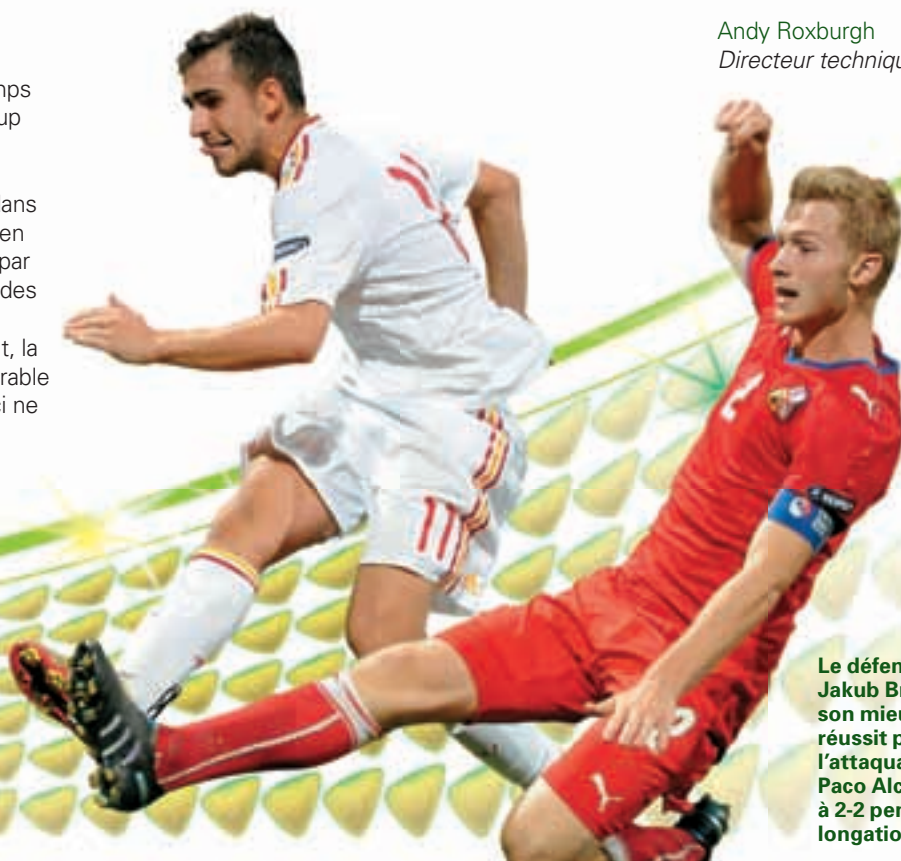 Andy Roxburgh
Directeur techniqu
mps
up
ans
en
par
des
t, la
rable
i ne
11
Le défen
Jakub Br
son mieu
réussit p
l'attaqua
Paco Alc
à 2-2 per
longatio